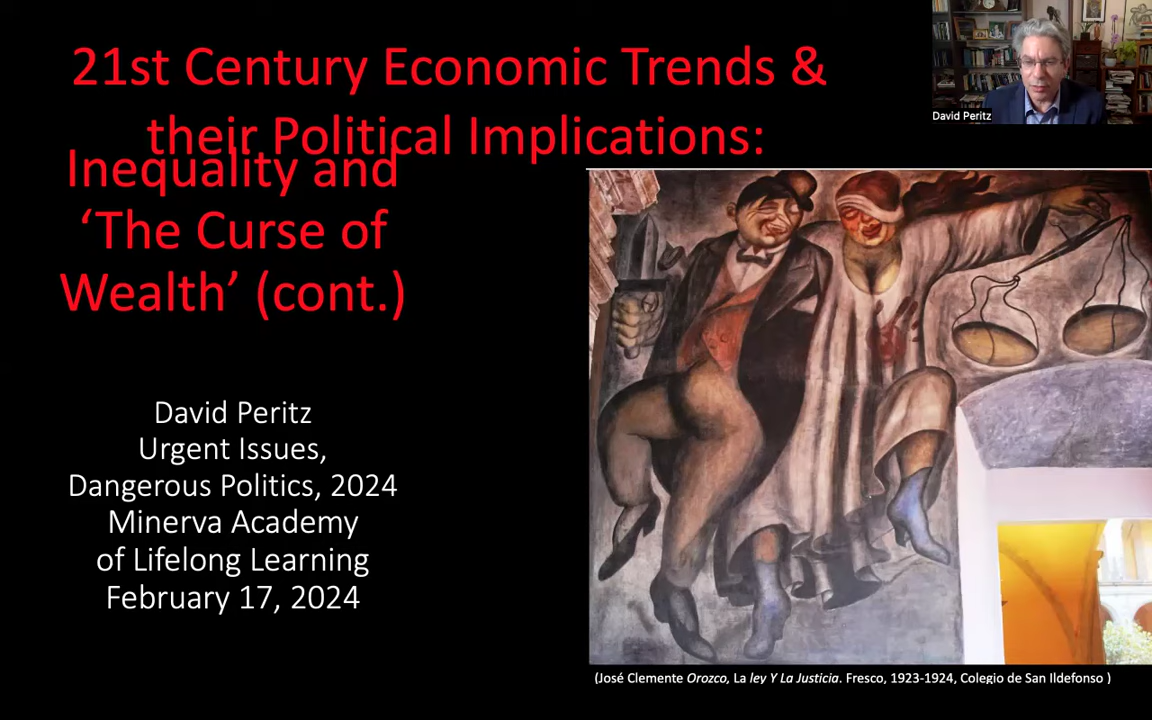 21st Century Economic Trends &
their Political Implications:
Inequality and
‘The Curse of
Wealth’ (cont.)
David Peritz
David Peritz
Urgent Issues,
Dangerous Politics, 2024
Minerva Academy
of Lifelong Learning
February 17, 2024
(José Clemente Orozco, La ley Y La Justicia. Fresco, 1923-1924, Colegio de San Ildefonso )